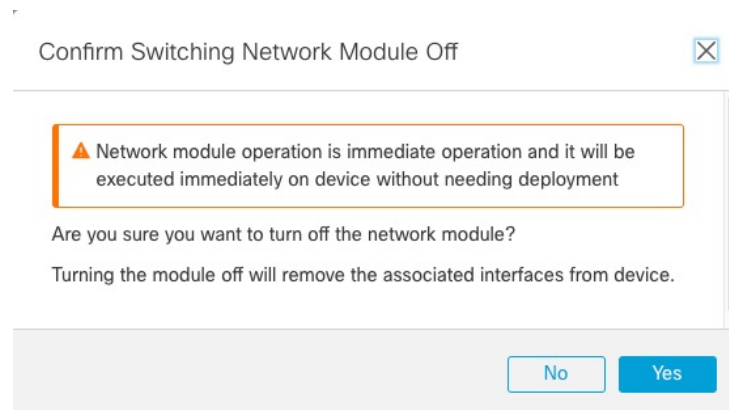 Confirm Switching Network Module Off
Network module operation is immediate operation and it will be
executed immediately on device without needing deployment
Are you sure you want to turn off the network module?
Turning the module off will remove the associated interfaces from device.
No
Yes